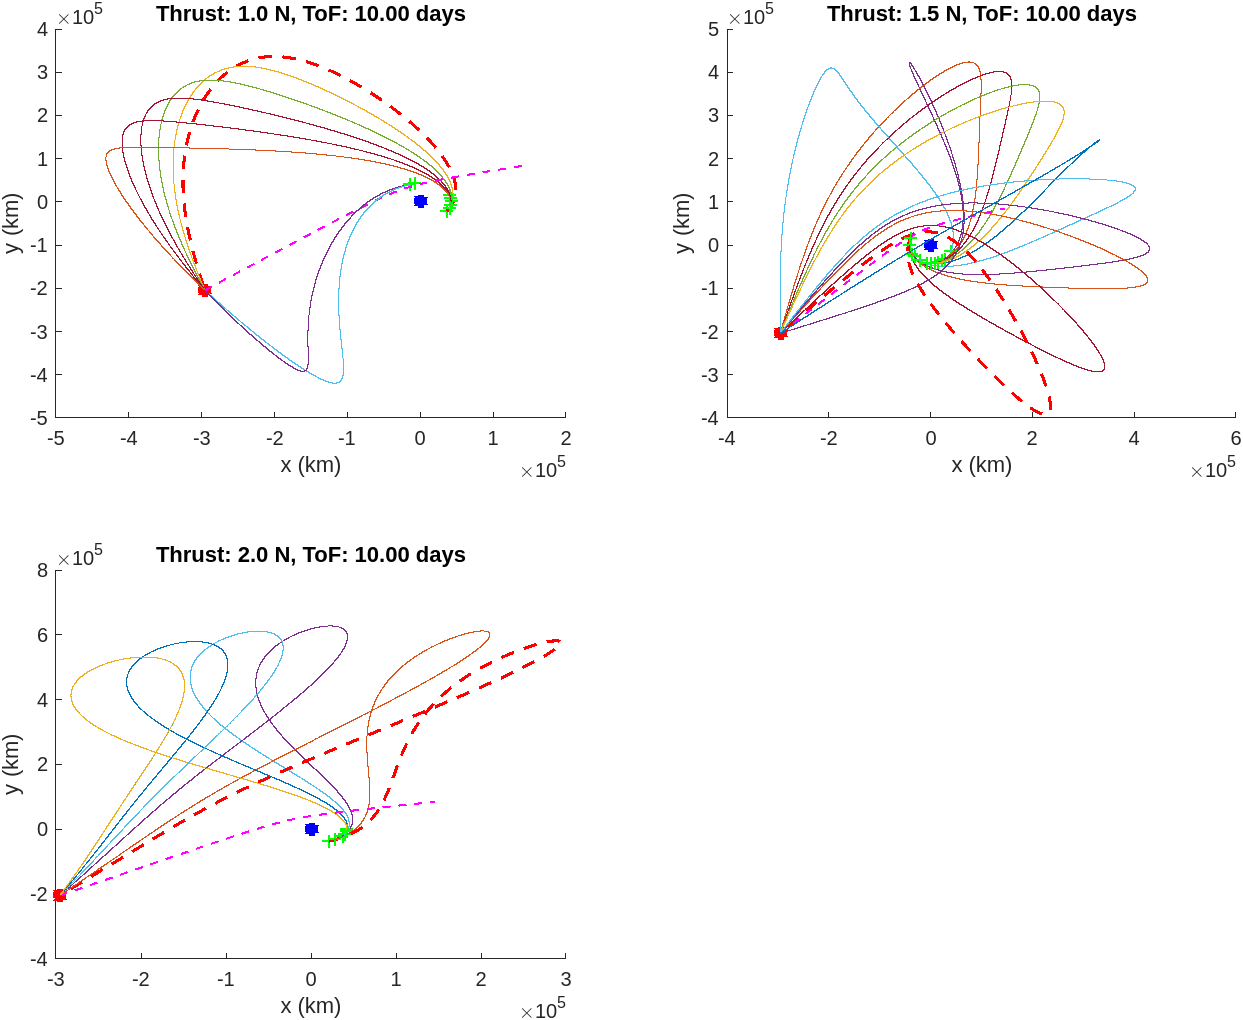 Thrust: 1.0 N, ToF: 10.00 days
×10^5
4
3
2
1
0
-1
-2
-3
-4
-5
y (km)
-5 -4 -3 -2 -1 0 1 2
x (km)
×10^5
Thrust: 1.5 N, ToF: 10.00 days
×10^5
5
4
3
2
1
0
-1
-2
-3
-4
y (km)
-4 -2 0 2 4 6
x (km)
×10^5
Thrust: 2.0 N, ToF: 10.00 days
×10^5
8
6
4
2
0
-2
-4
y (km)
-3 -2 -1 0 1 2 3
x (km)
×10^5